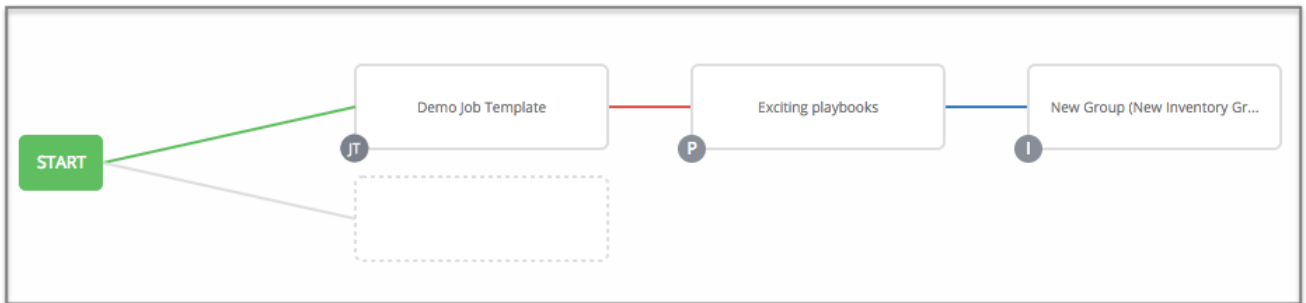 START
Demo Job Template
JT
Exciting playbooks
P
New Group (New Inventory Gr...
I